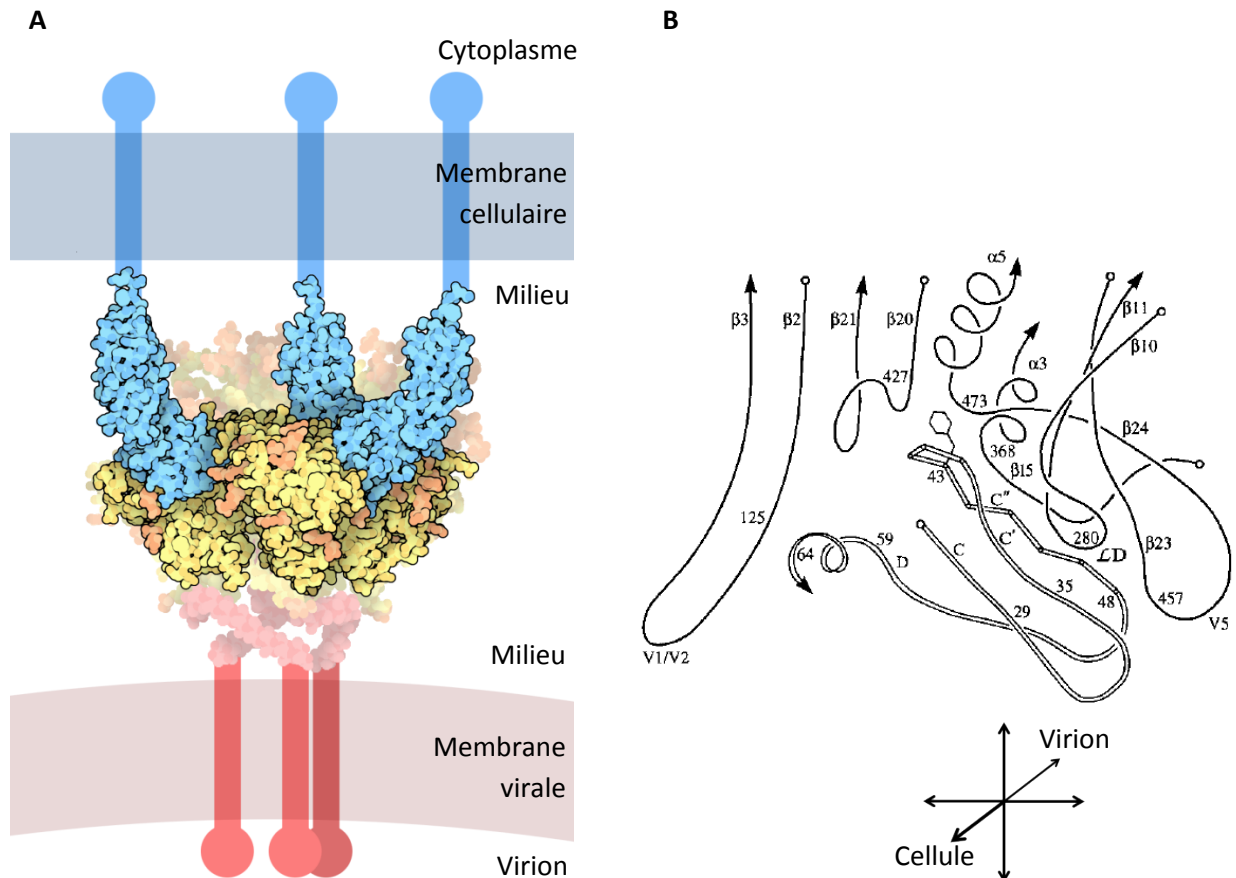 A
Cytoplasme
Membrane
cellulaire
Milieu
Milieu
Membrane
virale
Virion
B
α5
β3
β2
β21
β20
β11
β10
α3
427
473
β24
368
β15
43
C″
125
280
ℒD
β23
59
C
C′
64
D
35
48
457
29
V5
V1/V2
Virion
Cellule